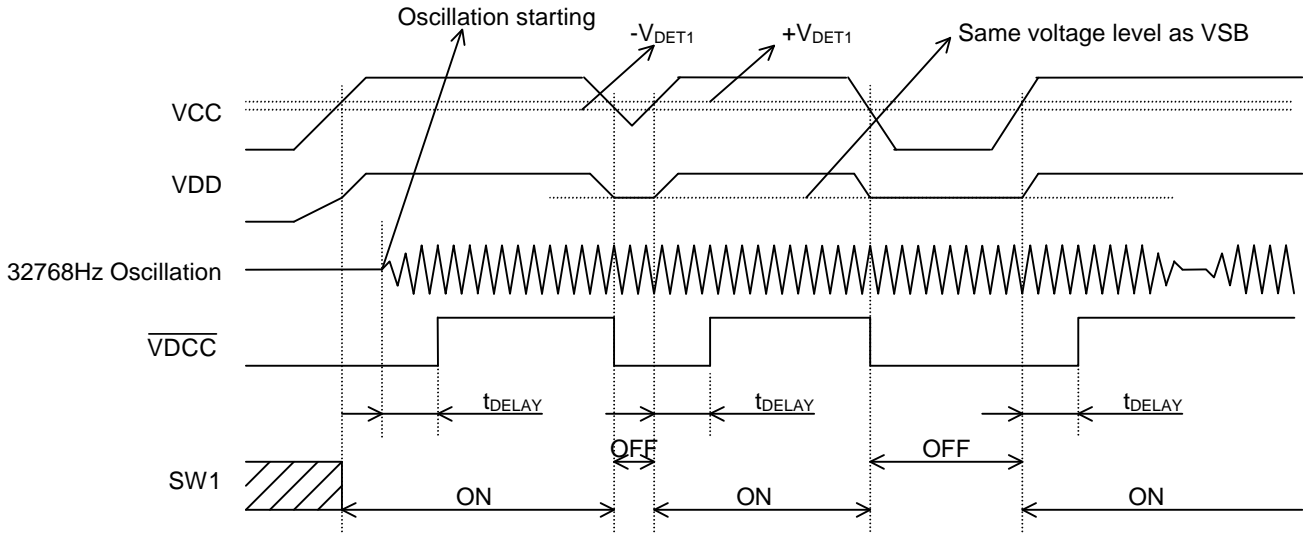 Oscillation starting
-VDET1
+VDET1
Same voltage level as VSB
VCC
VDD
32768Hz Oscillation
VDCC
tDELAY
tDELAY
tDELAY
OFF
OFF
SW1
ON
ON
ON